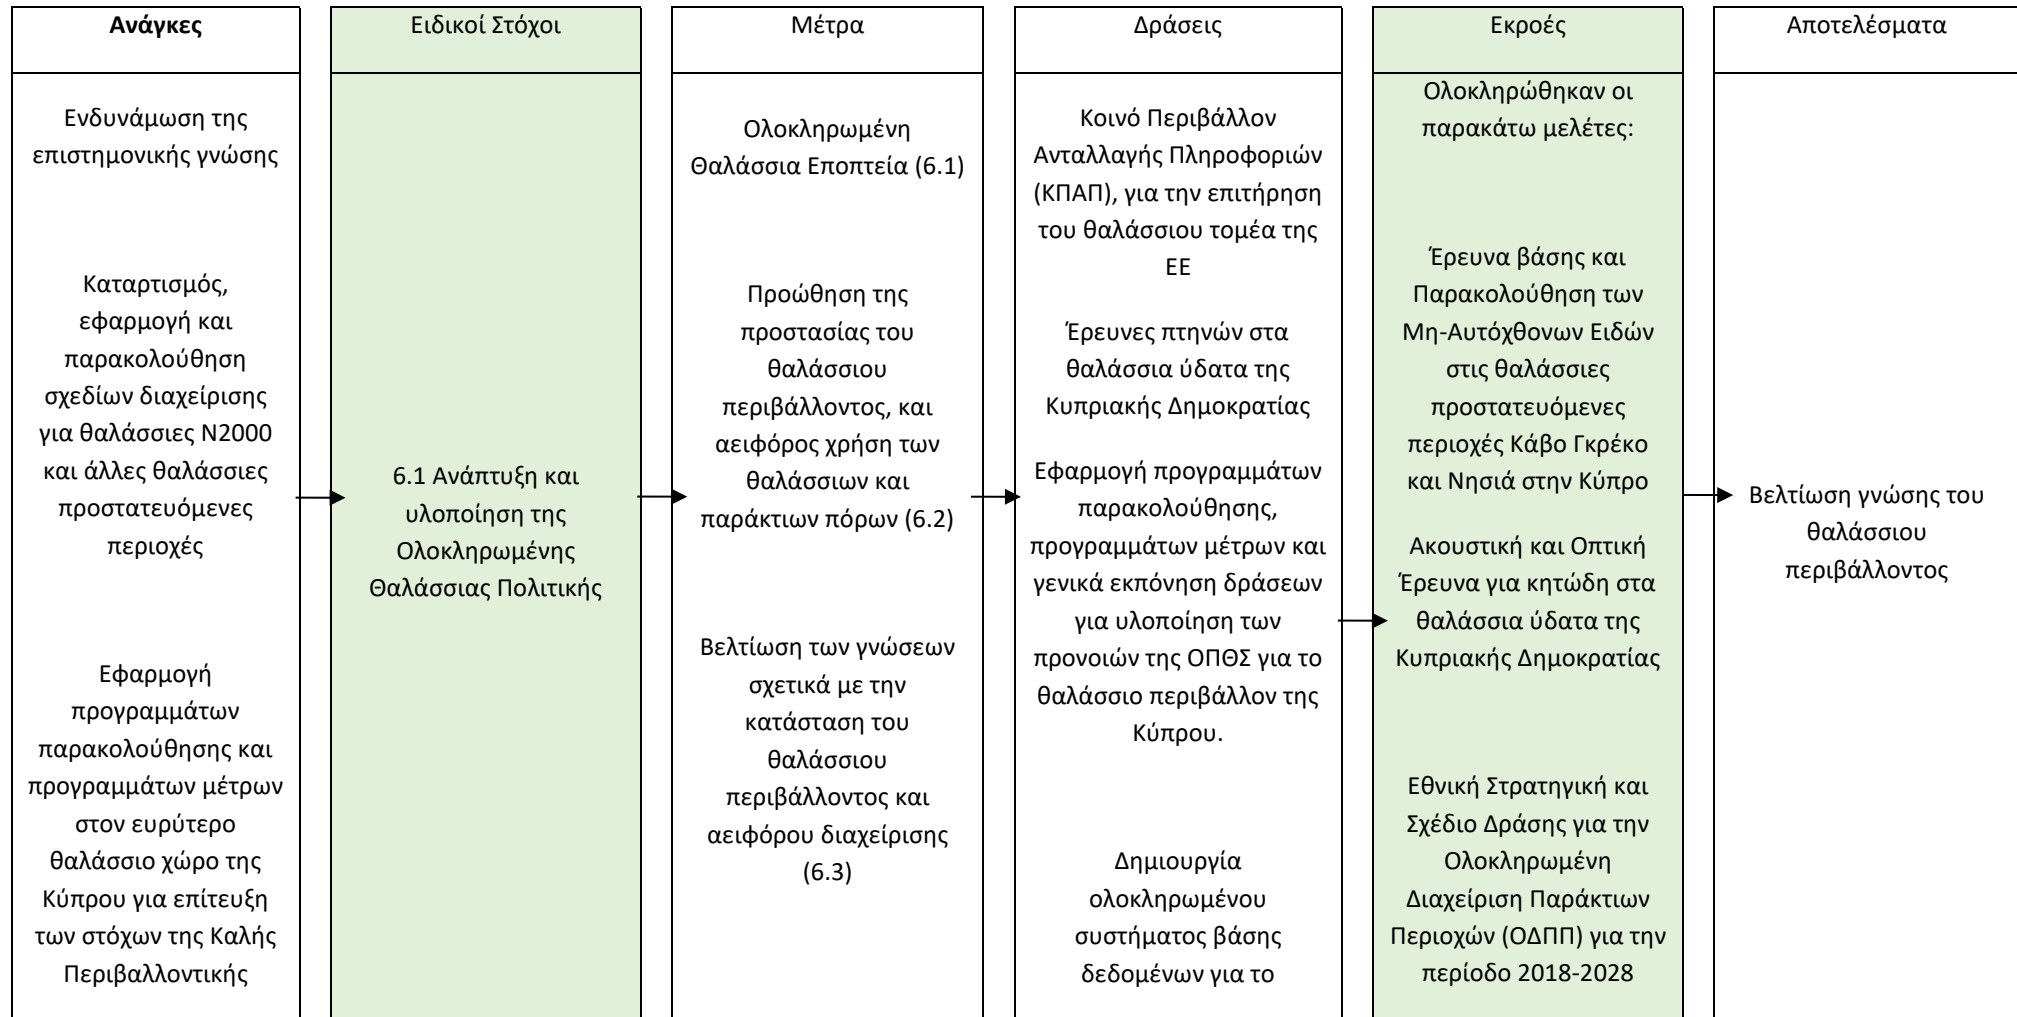 Ανάγκες
Ενδυνάμωση της
επιστημονικής γνώσης
Καταρτισμός,
εφαρμογή και
παρακολούθηση
σχεδίων διαχείρισης
για θαλάσσιες Ν2000
και άλλες θαλάσσιες
προστατευόμενες
περιοχές
Εφαρμογή
προγραμμάτων
παρακολούθησης και
προγραμμάτων μέτρων
στον ευρύτερο
θαλάσσιο χώρο της
Κύπρου για επίτευξη
των στόχων της Καλής
Περιβαλλοντικής
Ειδικοί Στόχοι
6.1 Ανάπτυξη και
υλοποίηση της
Ολοκληρωμένης
Θαλάσσιας Πολιτικής
Μέτρα
Ολοκληρωμένη
Θαλάσσια Εποπτεία (6.1)
Προώθηση της
προστασίας του
θαλάσσιου
περιβάλλοντος, και
αειφόρος χρήση των
θαλάσσιων και
παράκτιων πόρων (6.2)
Βελτίωση των γνώσεων
σχετικά με την
κατάσταση του
θαλάσσιου
περιβάλλοντος και
αειφόρου διαχείρισης
(6.3)
Δράσεις
Κοινό Περιβάλλον
Ανταλλαγής Πληροφοριών
(ΚΠΑΠ), για την επιτήρηση
του θαλάσσιου τομέα της
ΕΕ
Έρευνες πτηνών στα
θαλάσσια ύδατα της
Κυπριακής Δημοκρατίας
Εφαρμογή προγραμμάτων
παρακολούθησης,
προγραμμάτων μέτρων και
γενικά εκπόνηση δράσεων
για υλοποίηση των
προνοιών της ΟΠΘΣ για το
θαλάσσιο περιβάλλον της
Κύπρου.
Δημιουργία
ολοκληρωμένου
συστήματος βάσης
δεδομένων για το
Εκροές
Ολοκληρώθηκαν οι
παρακάτω μελέτες:
Έρευνα βάσης και
Παρακολούθηση των
Μη-Αυτόχθονων Ειδών
στις θαλάσσιες
προστατευόμενες
περιοχές Κάβο Γκρέκο
και Νησιά στην Κύπρο
Ακουστική και Οπτική
Έρευνα για κητώδη στα
θαλάσσια ύδατα της
Κυπριακής Δημοκρατίας
Εθνική Στρατηγική και
Σχέδιο Δράσης για την
Ολοκληρωμένη
Διαχείριση Παράκτιων
Περιοχών (ΟΔΠΠ) για την
περίοδο 2018-2028
Αποτελέσματα
Βελτίωση γνώσης του
θαλάσσιου
περιβάλλοντος